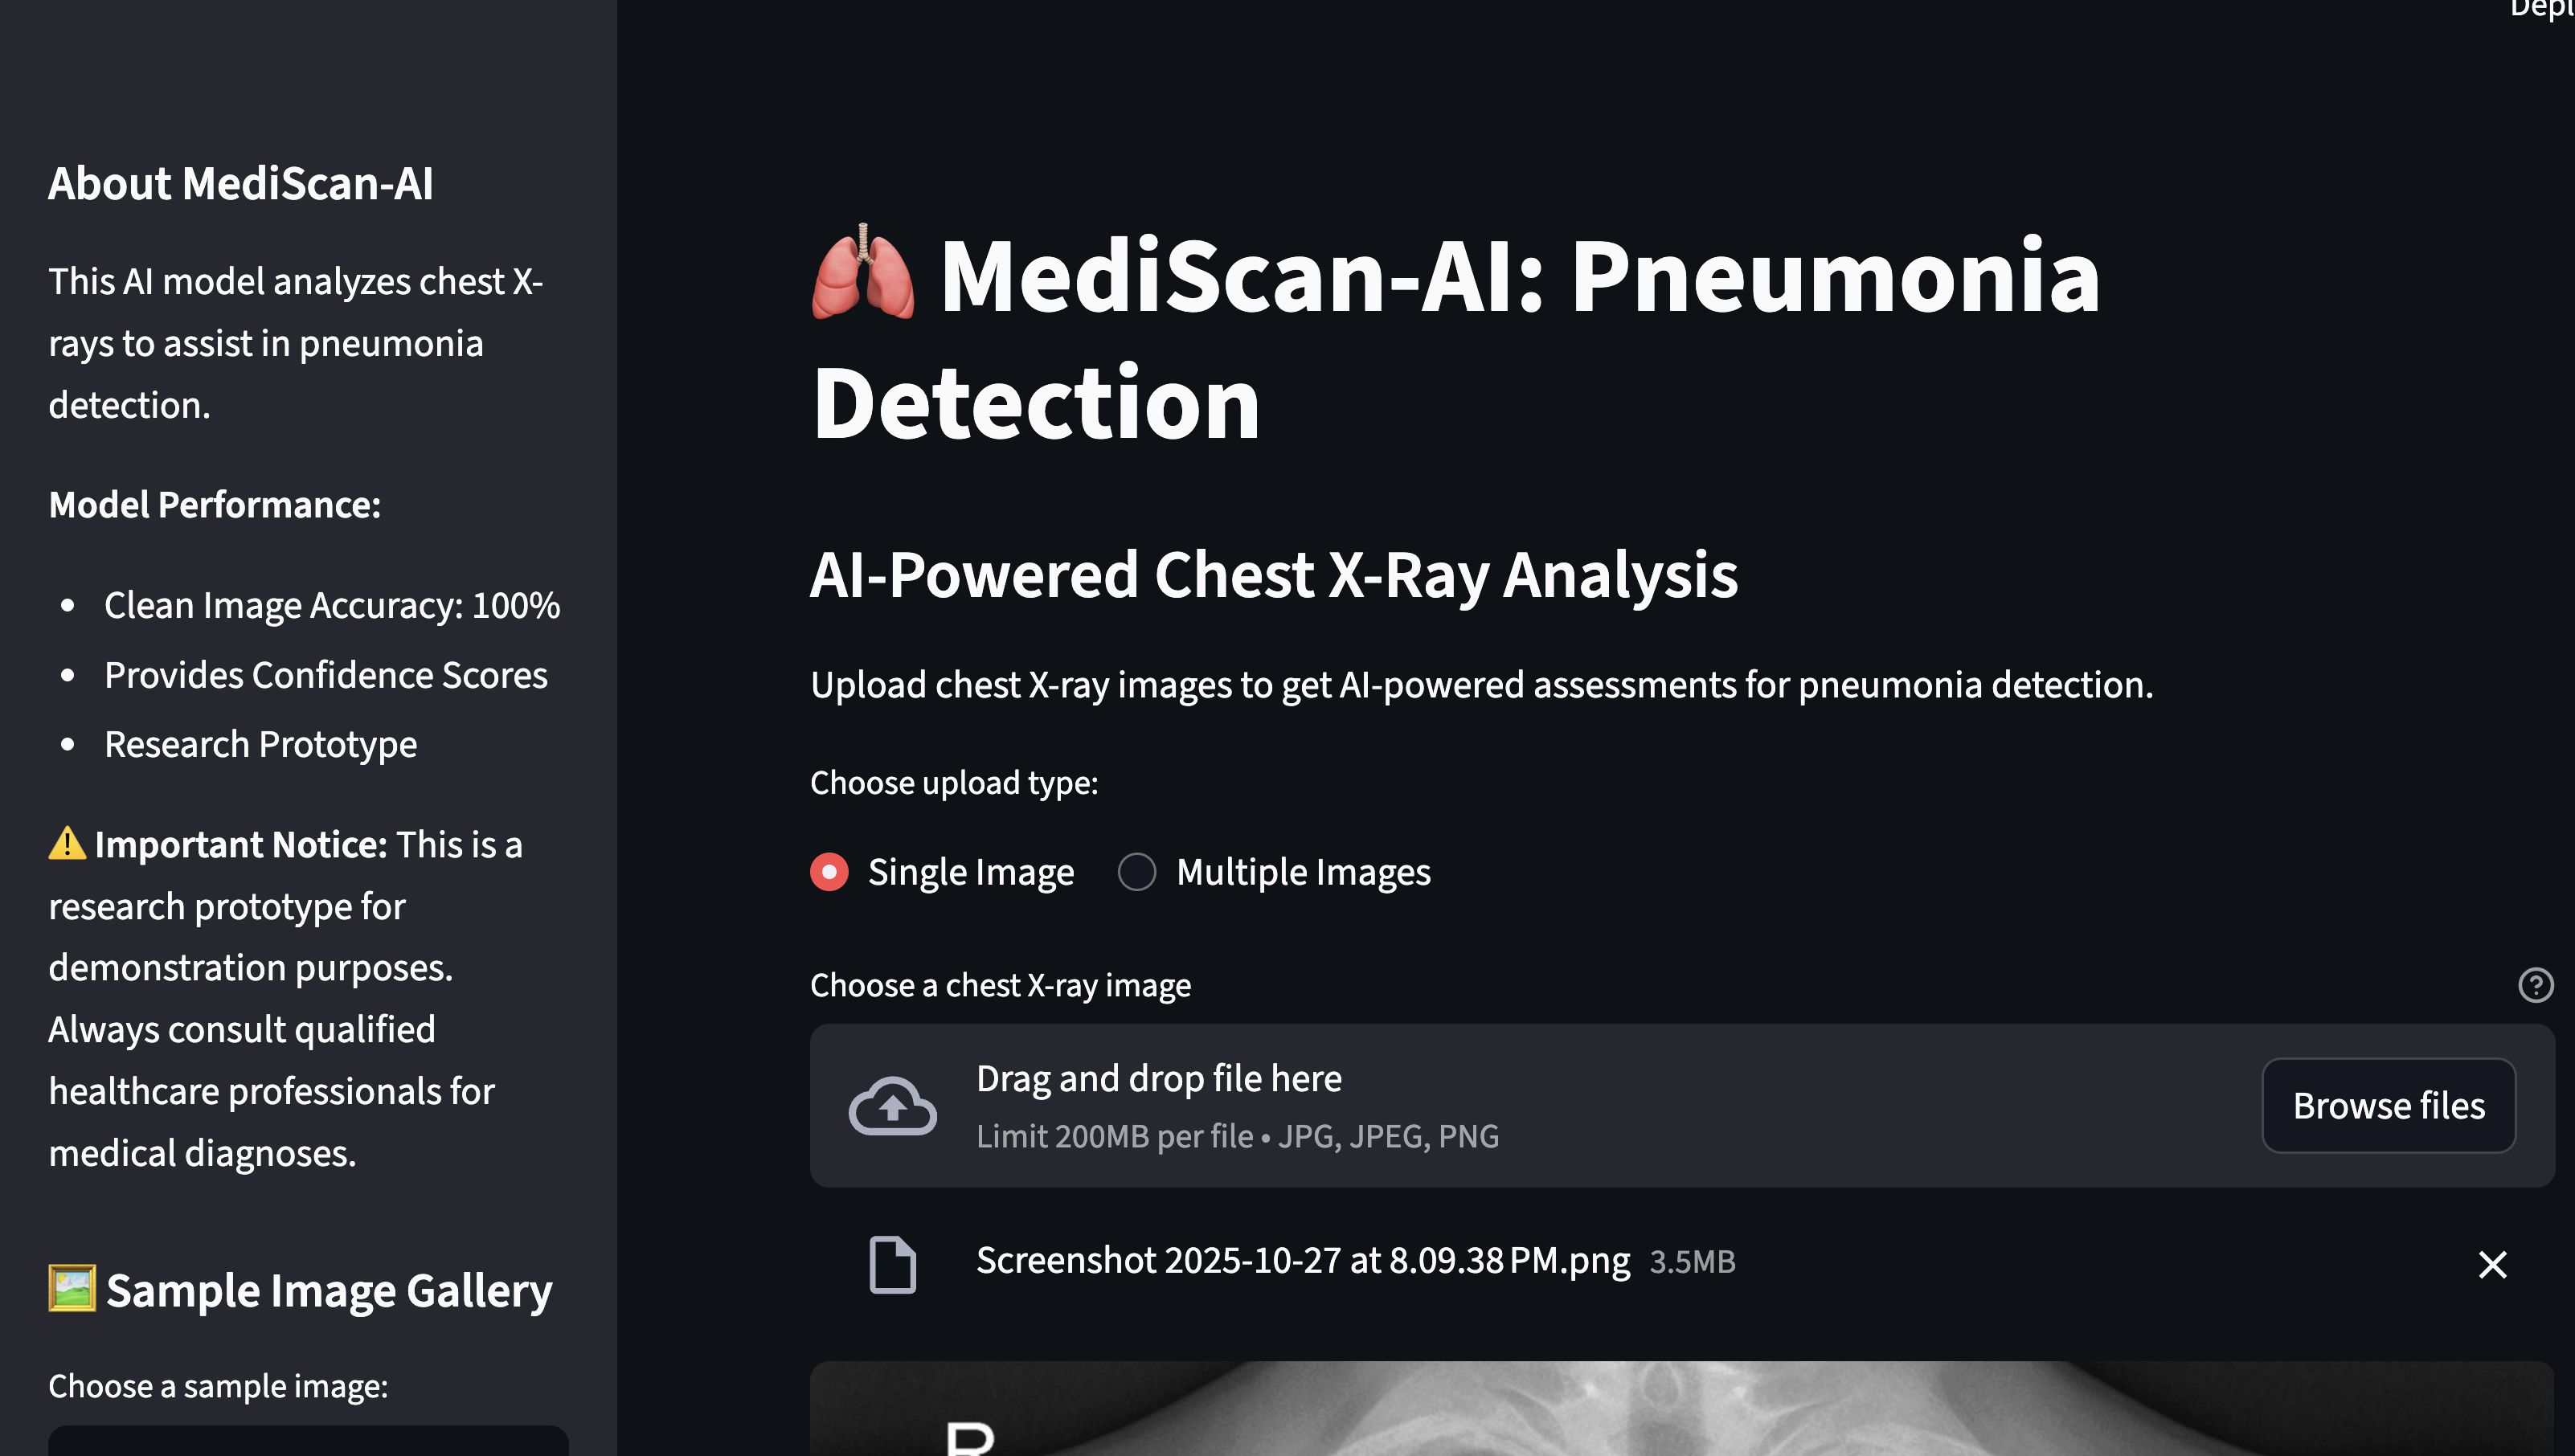 Depl
About MediScan-AI
This AI model analyzes chest X-
rays to assist in pneumonia
detection.
Model Performance:
• Clean Image Accuracy: 100%
• Provides Confidence Scores
• Research Prototype
⚠️ Important Notice: This is a
research prototype for
demonstration purposes.
Always consult qualified
healthcare professionals for
medical diagnoses.
🖼️ Sample Image Gallery
Choose a sample image:
🫁 MediScan-AI: Pneumonia
Detection
AI-Powered Chest X-Ray Analysis
Upload chest X-ray images to get AI-powered assessments for pneumonia detection.
Choose upload type:
Single Image
Multiple Images
Choose a chest X-ray image
Drag and drop file here
Limit 200MB per file • JPG, JPEG, PNG
Browse files
Screenshot 2025-10-27 at 8.09.38 PM.png 3.5MB
R